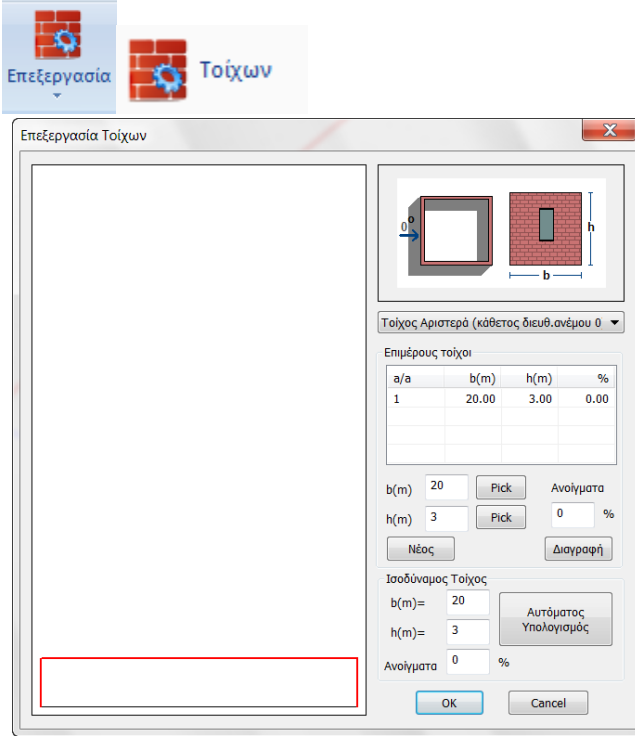 Επεξεργασία
Τοίχων
Επεξεργασία Τοίχων
0°
h
b
Τοίχος Αριστερά (κάθετος διευθ.ανέμου 0
Επιμέρους τοίχοι
a/a b(m) h(m) %
1 20.00 3.00 0.00
b(m) 20 Pick Ανοίγματα
h(m) 3 Pick 0 %
Νέος Διαγραφή
Ισοδύναμος Τοίχος
b(m)= 20
Αυτόματος
Υπολογισμός
h(m)= 3
Ανοίγματα 0 %
OK Cancel